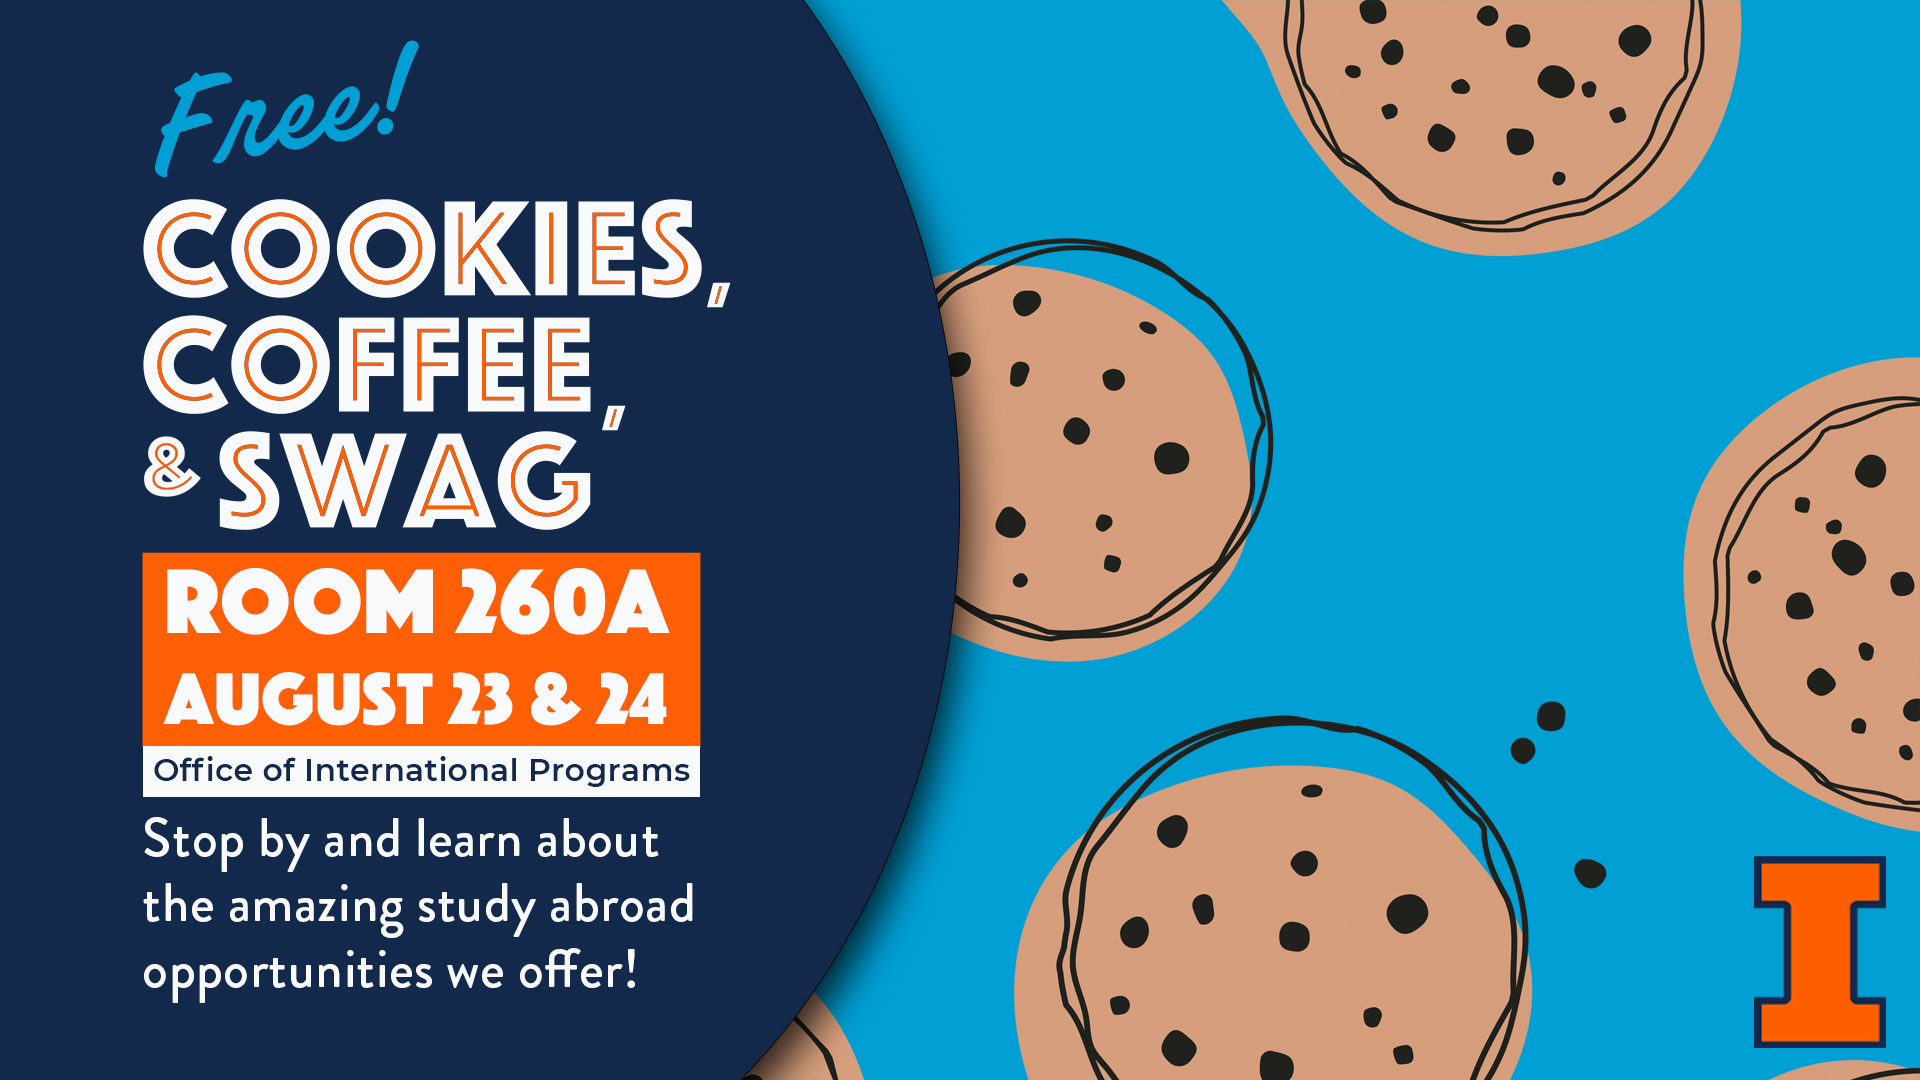 Free!
COOKIES,
COFFEE,
& SWAG
ROOM 260A
AUGUST 23 & 24
Office of International Programs
Stop by and learn about
the amazing study abroad
opportunities we offer!
I